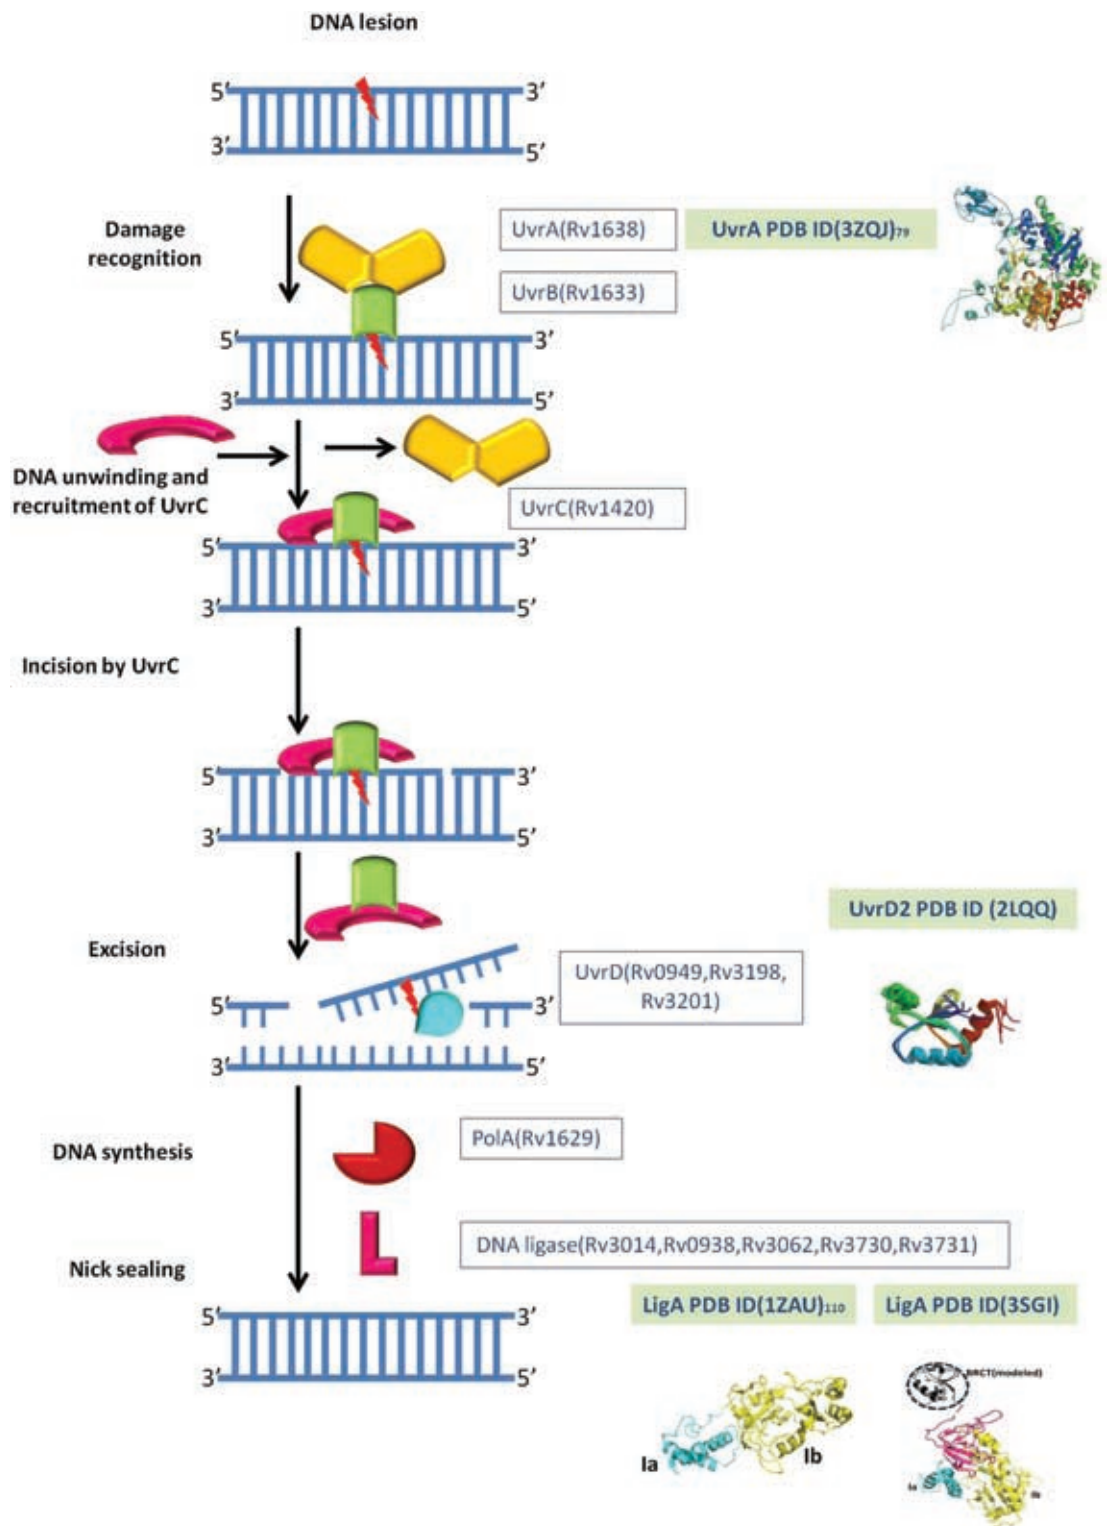 DNA lesion
5’ 3’
3’ 5’
Damage
recognition
UvrA(Rv1638) UvrA PDB ID(3ZQJ)79
UvrB(Rv1633)
5’ 3’
3’ 5’
DNA unwinding and
recruitment of UvrC
UvrC(Rv1420)
5’ 3’
3’ 5’
Incision by UvrC
5’ 3’
3’ 5’
UvrD2 PDB ID (2LQQ)
Excision
UvrD(Rv0949,Rv3198,
Rv3201)
5’ 3’
3’ 5’
DNA synthesis
PolA(Rv1629)
DNA ligase(Rv3014,Rv0938,Rv3062,Rv3730,Rv3731)
Nick sealing
LigA PDB ID(1ZAU)110 LigA PDB ID(3SGI)
5’ 3’
3’ 5’
BRCT(modeled)
Ia Ib
Ia Ib